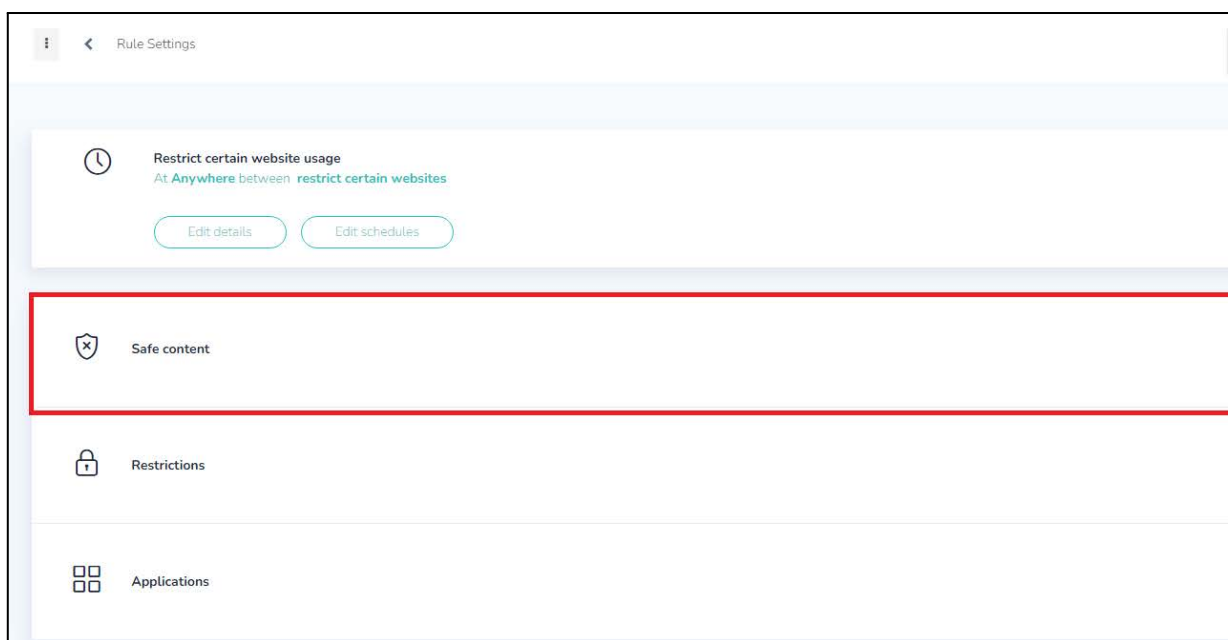 Rule Settings
Restrict certain website usage
At Anywhere between restrict certain websites
Edit details Edit schedules
Safe content
Restrictions
Applications